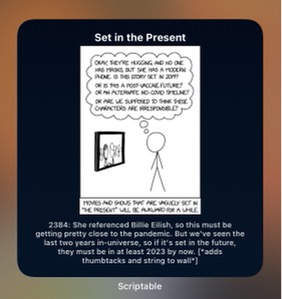 Set in the Present
OKAY, THEY'RE HUGGING, AND NO ONE
HAS MASKS, BUT SHE HAS A MODERN
PHONE. IS THIS STORY SET IN 2019?
OR IS THIS A POST-VACCINE FUTURE?
OR AN ALTERNATE NO-COVID TIMELINE?
OR ARE WE SUPPOSED TO THINK THESE
CHARACTERS ARE IRRESPONSIBLE?
MOVIES AND SHOWS THAT ARE VAGUELY SET IN
"THE PRESENT" WILL BE AWKWARD FOR A WHILE
2384: She referenced Billie Eilish, so this must be
getting pretty close to the pandemic. But we've seen the
last two years in-universe, so if it's set in the future,
they must be in at least 2023 by now. [*adds
thumbtacks and string to wall*]
Scriptable